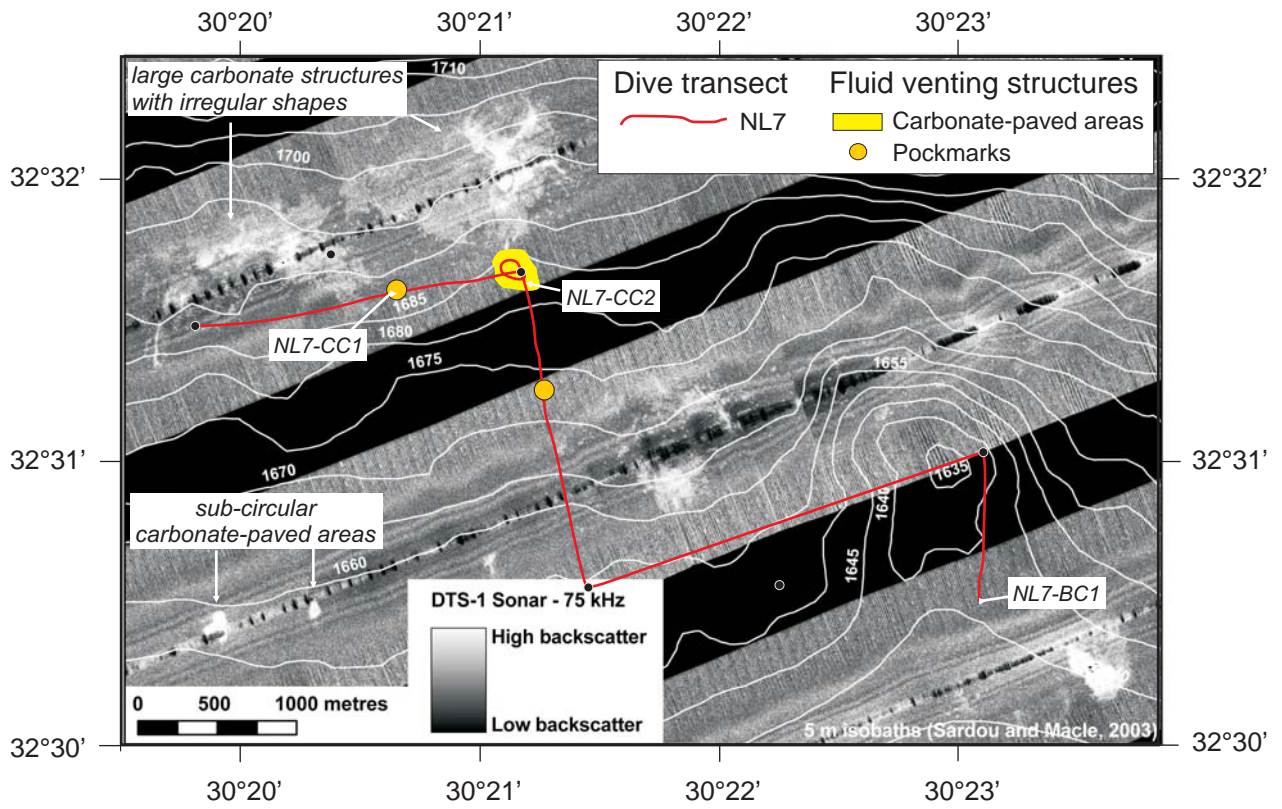 30°20’ 30°21’ 30°22’ 30°23’
large carbonate structures
with irregular shapes
1710
Dive transect Fluid venting structures
NL7 Carbonate-paved areas
Pockmarks
1700
32°32’ 32°32’
NL7-CC2
1685
NL7-CC1
1680
1675
1655
32°31’ 32°31’
1670
1635
1640
sub-circular
carbonate-paved areas
1660
1645
NL7-BC1
DTS-1 Sonar - 75 kHz
High backscatter
Low backscatter
0 500 1000 metres
5 m isobaths (Sardou and Macle, 2003)
32°30’ 32°30’
30°20’ 30°21’ 30°22’ 30°23’